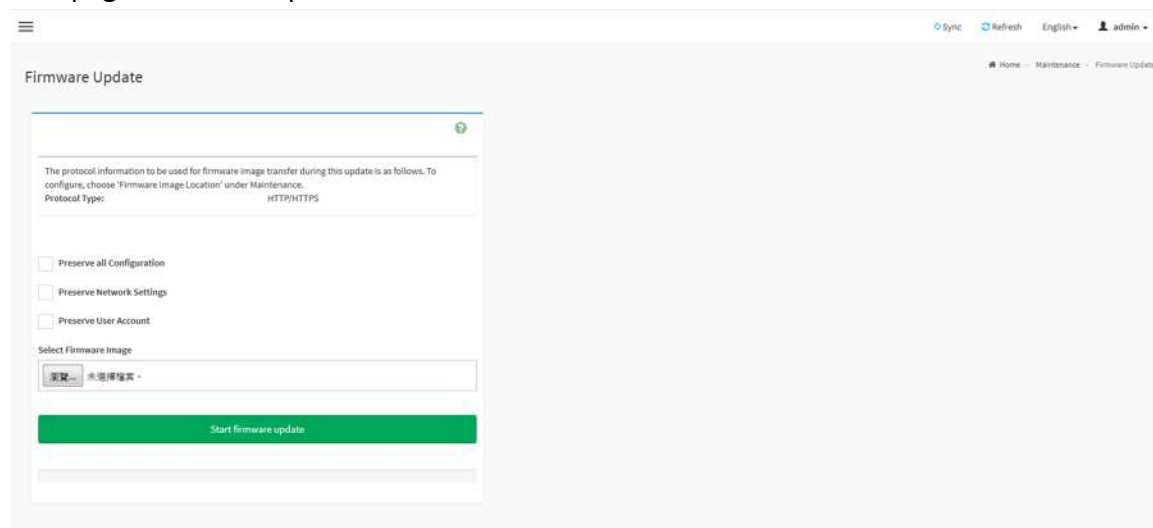 Sync Refresh English admin
Firmware Update
Home - Maintenance - Firmware Update
The protocol information to be used for firmware image transfer during this update is as follows. To
configure, choose 'Firmware Image Location' under Maintenance.
Protocol Type: HTTP/HTTPS
Preserve all Configuration
Preserve Network Settings
Preserve User Account
Select Firmware Image
瀏覽... 未選擇檔案。
Start firmware update